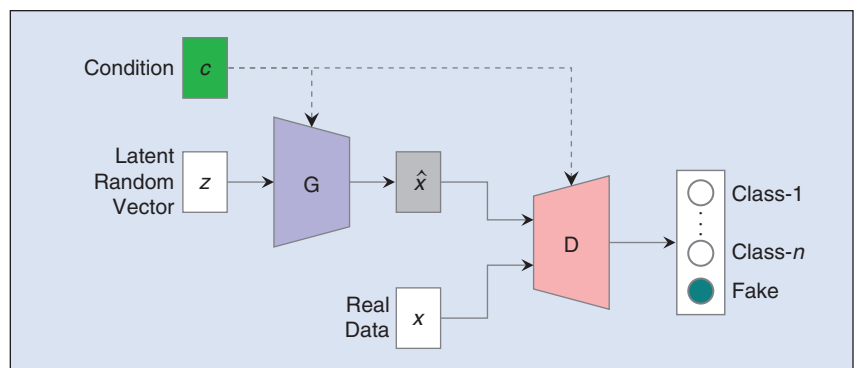 Condition
c
Latent
Random
Vector
z
G
x̂
D
Real
Data
x
Class-1
Class-n
Fake